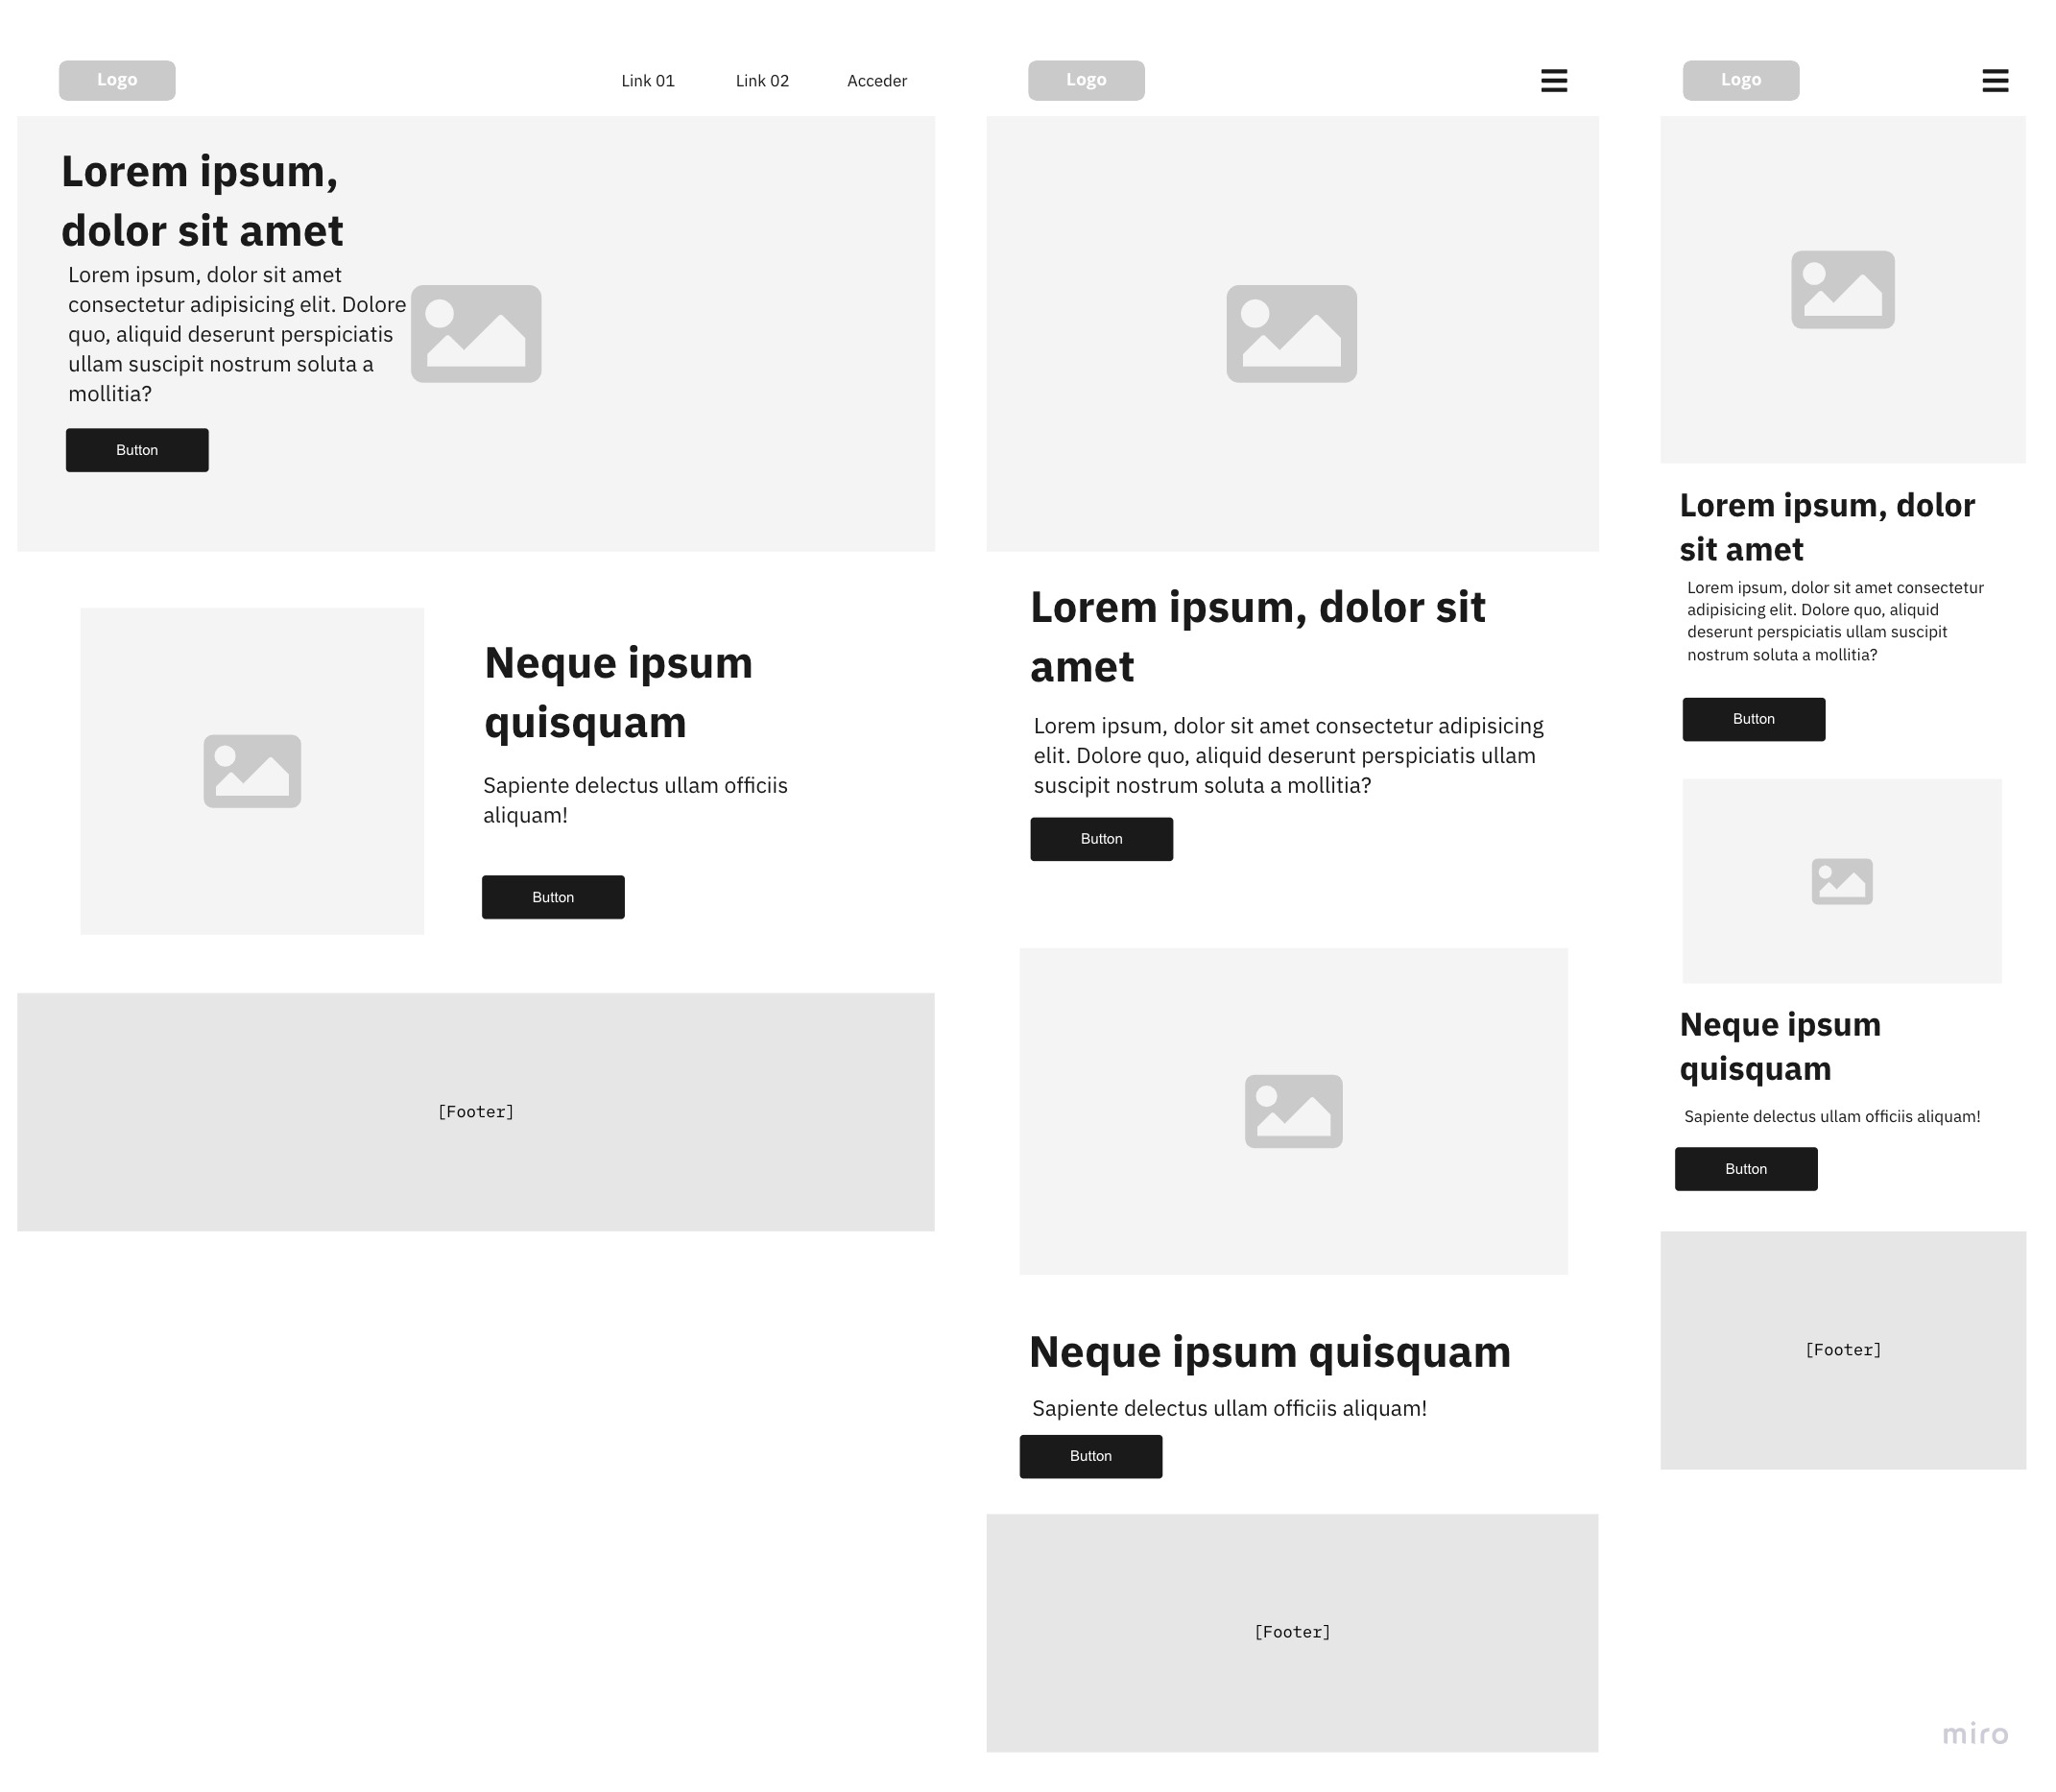 Logo
Link 01
Link 02
Acceder
Lorem ipsum,
dolor sit amet
Lorem ipsum, dolor sit amet
consectetur adipisicing elit. Dolore
quo, aliquid deserunt perspiciatis
ullam suscipit nostrum soluta a
mollitia?
Button
Neque ipsum
quisquam
Sapiente delectus ullam officiis
aliquam!
Button
[Footer]
Logo
Lorem ipsum, dolor sit
amet
Lorem ipsum, dolor sit amet consectetur adipisicing
elit. Dolore quo, aliquid deserunt perspiciatis ullam
suscipit nostrum soluta a mollitia?
Button
Neque ipsum quisquam
Sapiente delectus ullam officiis aliquam!
Button
[Footer]
Logo
Lorem ipsum, dolor
sit amet
Lorem ipsum, dolor sit amet consectetur
adipisicing elit. Dolore quo, aliquid
deserunt perspiciatis ullam suscipit
nostrum soluta a mollitia?
Button
Neque ipsum
quisquam
Sapiente delectus ullam officiis aliquam!
Button
[Footer]
miro